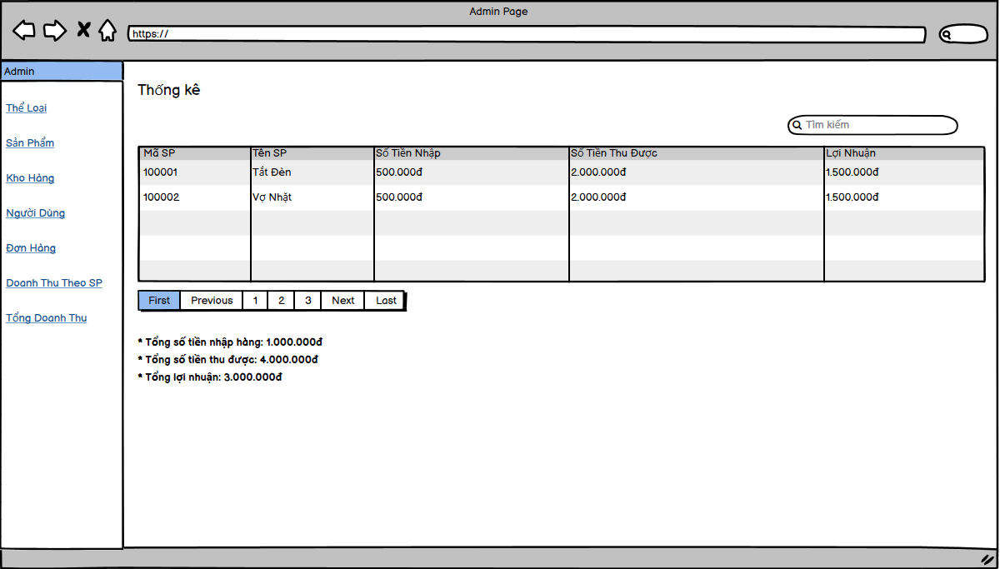 Admin Page
https://
Admin
Thể Loại
Sản Phẩm
Kho Hàng
Người Dùng
Đơn Hàng
Doanh Thu Theo SP
Tổng Doanh Thu
Thống kê
Tìm kiếm
Mã SP Tên SP Số Tiền Nhập Số Tiền Thu Được Lợi Nhuận
100001 Tắt Đèn 500.000đ 2.000.000đ 1.500.000đ
100002 Vợ Nhặt 500.000đ 2.000.000đ 1.500.000đ
First Previous 1 2 3 Next Last
* Tổng số tiền nhập hàng: 1.000.000đ
* Tổng số tiền thu được: 4.000.000đ
* Tổng lợi nhuận: 3.000.000đ